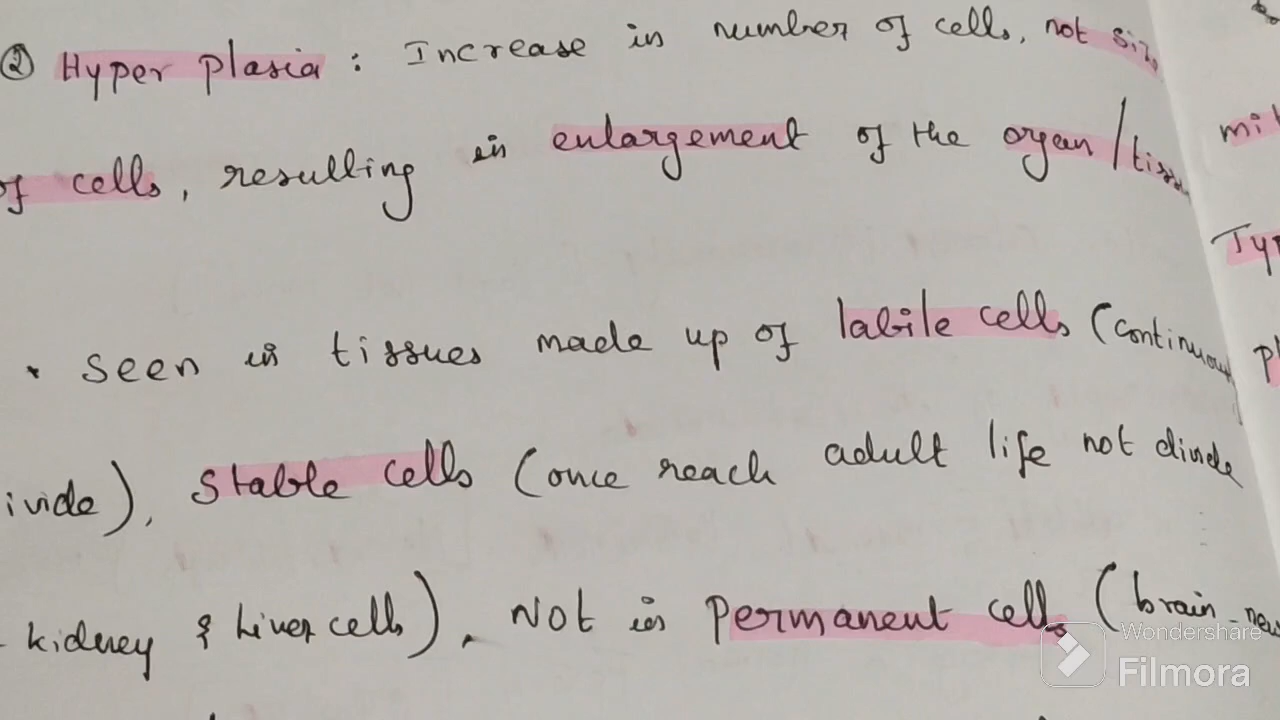 ② Hyper plasia : Increase in number of cells, not
of cells, resulting in enlargement of the organ/
• Seen in tissues made up of labile cells (
), Stable cells (once reach adult life not divide
- kidney & Liver cells), Not in permanent cells (brain
Wondershare
Filmora